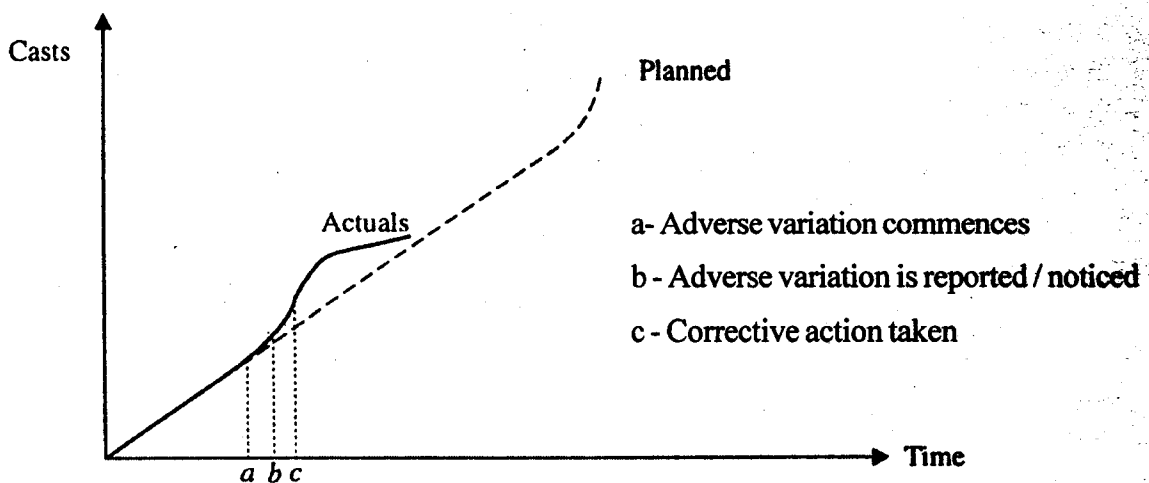 Casts
Planned
Actuals
a- Adverse variation commences
b - Adverse variation is reported / noticed
c - Corrective action taken
a b c
Time